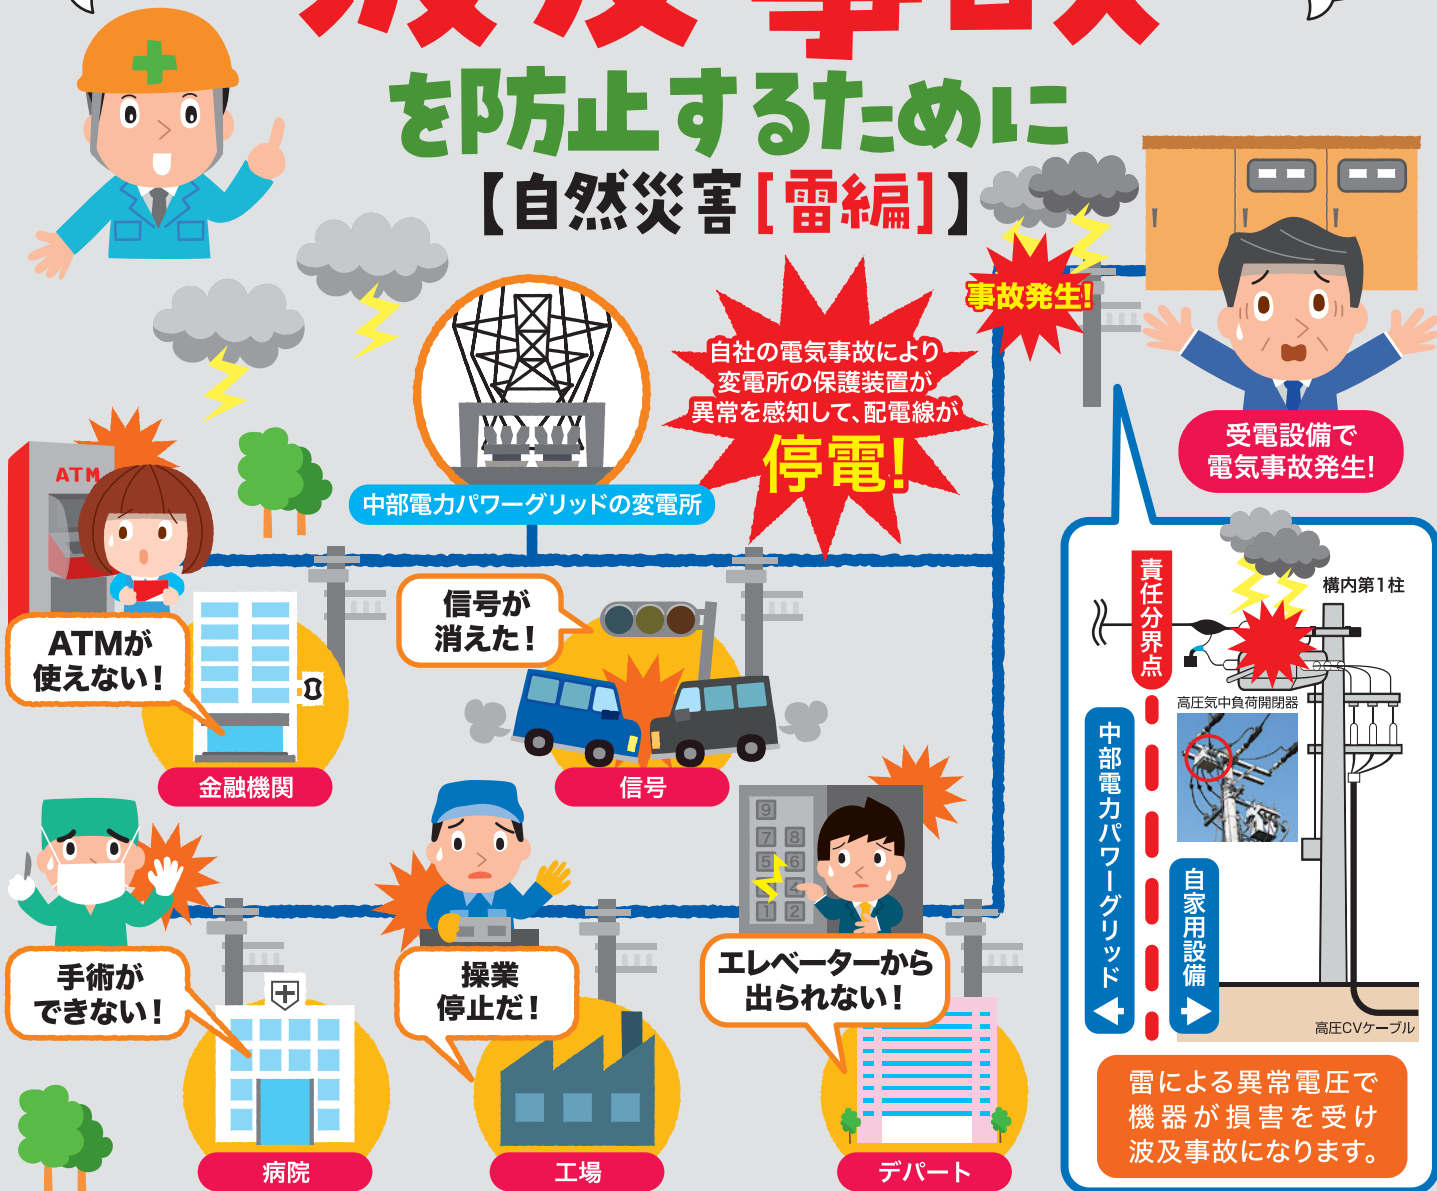 波及事故
を防止するために
【自然災害[雷編]】
事故発生!
自社の電気事故により
変電所の保護装置が
異常を感知して、配電線が
停電!
受電設備で
電気事故発生!
中部電力パワーグリッドの変電所
ATM
ATMが
使えない!
金融機関
信号が
消えた!
信号
手術が
できない!
病院
操業
停止だ!
工場
9
7 8
5 6
4
1 2
エレベーターから
出られない!
デパート
責任分界点
構内第1柱
高圧気中負荷開閉器
中部電力パワーグリッド
自家用設備
高圧CVケーブル
雷による異常電圧で
機器が損害を受け
波及事故になります。